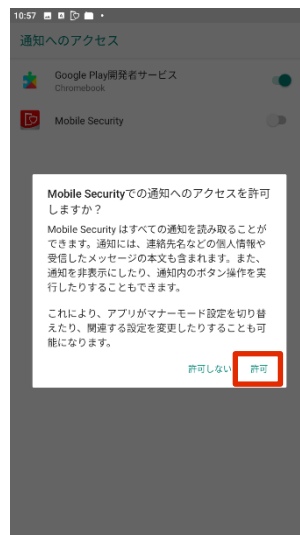 10:57
通知へのアクセス
Google Play開発者サービス
Chromebook
Mobile Security
Mobile Securityでの通知へのアクセスを許可
しますか？
Mobile Security はすべての通知を読み取ることが
できます。通知には、連絡先名などの個人情報や
受信したメッセージの本文も含まれます。また、
通知を非表示にしたり、通知内のボタン操作を実
行したりすることもできます。
これにより、アプリがマナーモード設定を切り替
えたり、関連する設定を変更したりすることも可
能になります。
許可しない 許可